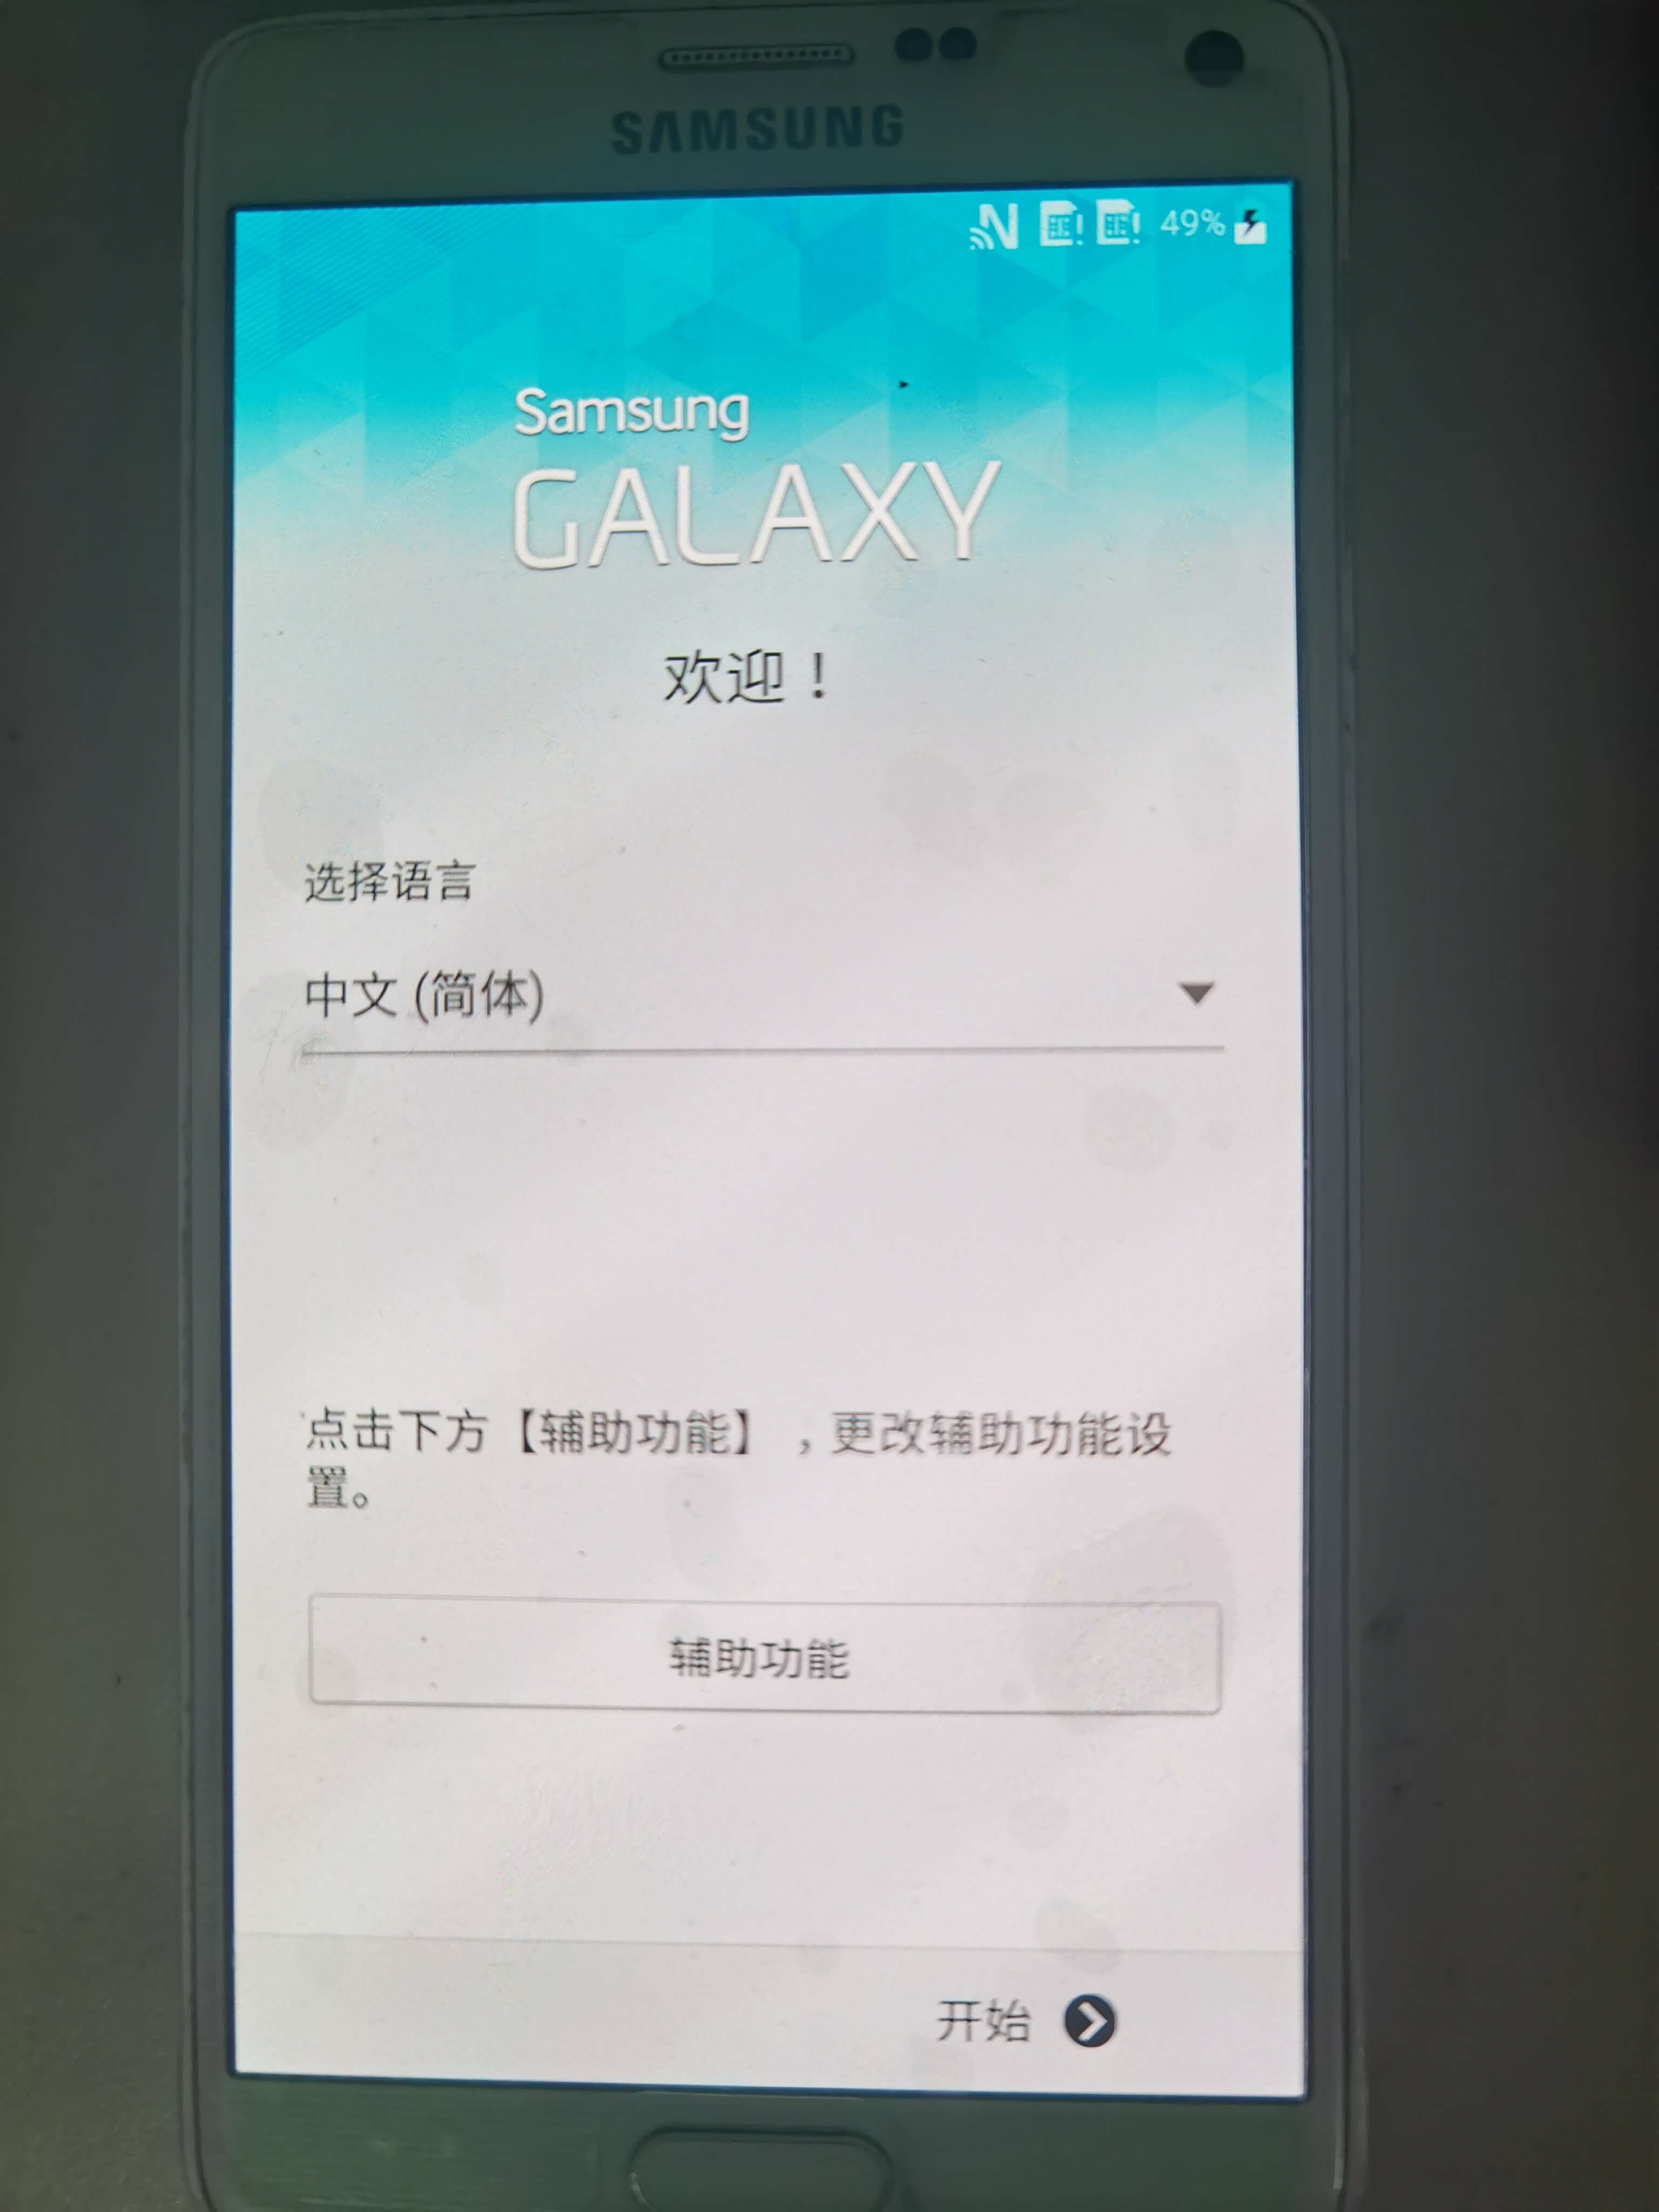 SAMSUNG
49%
Samsung
GALAXY
欢迎！
选择语言
中文 (简体)
点击下方【辅助功能】，更改辅助功能设
置。
辅助功能
开始